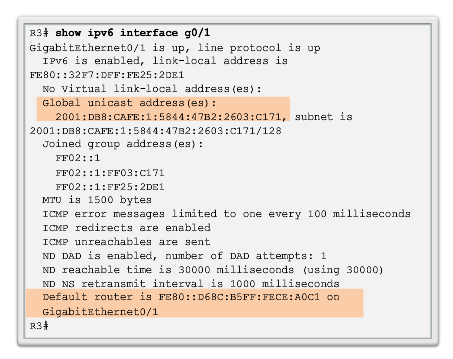 R3# show ipv6 interface g0/1
GigabitEthernet0/1 is up, line protocol is up
IPv6 is enabled, link-local address is
FE80::32F7:DFF:FE25:2DE1
No Virtual link-local address(es):
Global unicast address(es):
2001:DB8:CAFE:1:5844:47B2:2603:C171, subnet is
2001:DB8:CAFE:1:5844:47B2:2603:C171/128
Joined group address(es):
FF02::1
FF02::1:FF03:C171
FF02::1:FF25:2DE1
MTU is 1500 bytes
ICMP error messages limited to one every 100 milliseconds
ICMP redirects are enabled
ICMP unreachables are sent
ND DAD is enabled, number of DAD attempts: 1
ND reachable time is 30000 milliseconds (using 30000)
ND NS retransmit interval is 1000 milliseconds
Default router is FE80::D68C:B5FF:FECE:A0C1 on
GigabitEthernet0/1
R3#